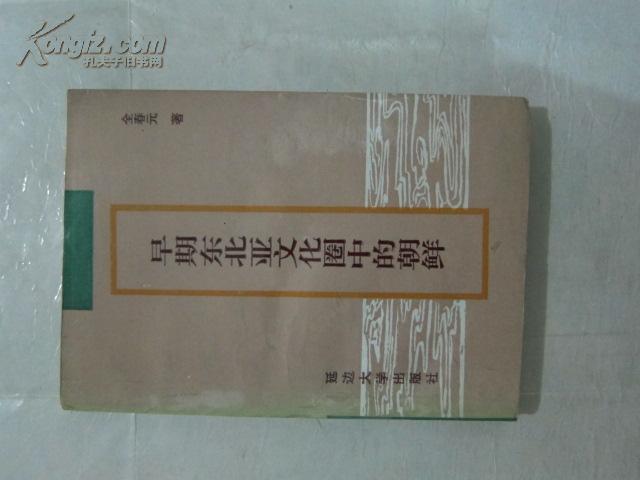 Kongfz.com
孔夫子旧书网
全春元 著
早期东北亚文化圈中的朝鲜
延边大学出版社